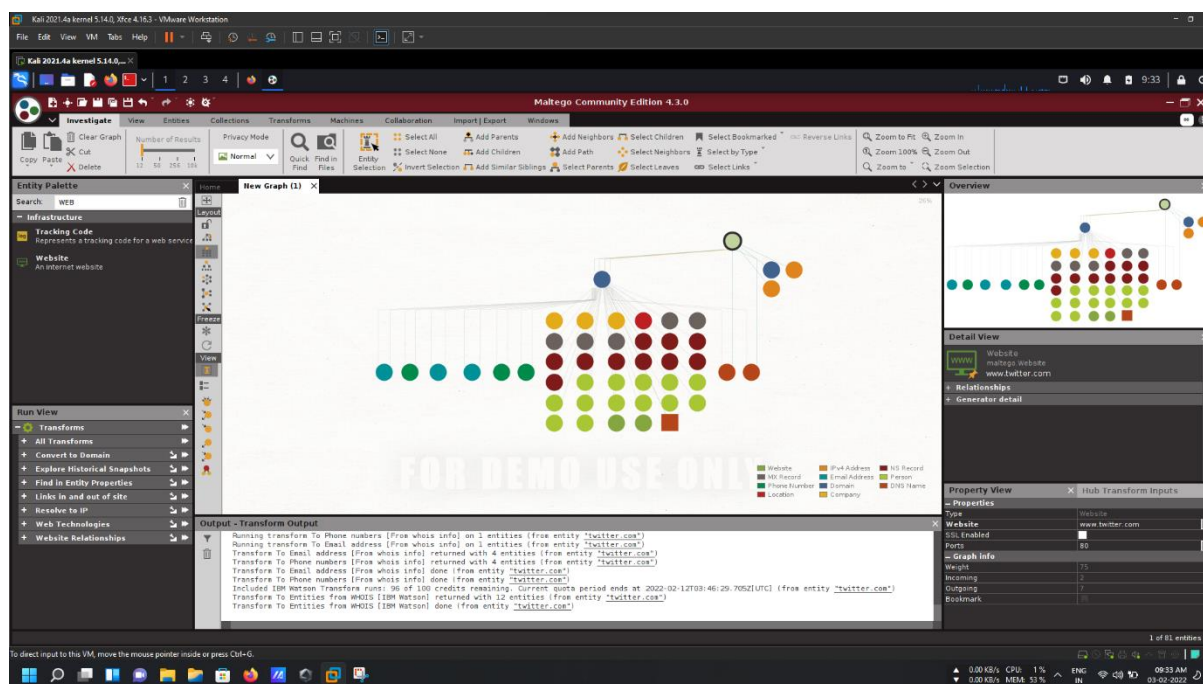 Kali 2021.4a kernel 5.14.0, Xfce 4.16.3 - VMware Workstation
File Edit View VM Tabs Help
Kali 2021.4a kernel 5.14.0,...
1 2 3 4
9:33
Maltego Community Edition 4.3.0
Investigate View Entities Collections Transforms Machines Collaboration Import | Export Windows
Copy Paste
Clear Graph
Cut
Delete
Number of Results
12 50 256 10k
Privacy Mode
Normal
Quick Find
Find in Files
Entity Selection
Select All
Select None
Invert Selection
Add Parents
Add Children
Add Similar Siblings
Add Neighbors
Add Path
Select Parents
Select Children
Select Neighbors
Select Leaves
Select Bookmarked
Select by Type
Select Links
Reverse Links
Zoom to Fit
Zoom 100%
Zoom to
Zoom In
Zoom Out
Zoom Selection
Entity Palette
Search: WEB
Infrastructure
Tracking Code
Represents a tracking code for a web service
Website
An internet website
Run View
Transforms
All Transforms
Convert to Domain
Explore Historical Snapshots
Find in Entity Properties
Links in and out of site
Resolve to IP
Web Technologies
Website Relationships
Home
New Graph (1)
Layout
Freeze
View
26%
FOR DEMO USE ONLY
Website IPv4 Address NS Record
MX Record Email Address Person
Phone Number Domain DNS Name
Location Company
Output - Transform Output
Running transform To Phone numbers [From whois info] on 1 entities (from entity "twitter.com")
Running transform To Email address [From whois info] on 1 entities (from entity "twitter.com")
Transform To Email address [From whois info] returned with 4 entities (from entity "twitter.com")
Transform To Phone numbers [From whois info] returned with 4 entities (from entity "twitter.com")
Transform To Email address [From whois info] done (from entity "twitter.com")
Transform To Phone numbers [From whois info] done (from entity "twitter.com")
Included IBM Watson Transform runs: 96 of 100 credits remaining. Current quota period ends at 2022-02-12T03:46:29.705Z[UTC] (from entity "twitter.com")
Transform To Entities from WHOIS [IBM Watson] returned with 12 entities (from entity "twitter.com")
Transform To Entities from WHOIS [IBM Watson] done (from entity "twitter.com")
Overview
Detail View
WWW
Website
maltego.Website
www.twitter.com
Relationships
Generator detail
Property View Hub Transform Inputs
Properties
Type Website
Website www.twitter.com
SSL Enabled
Ports 80
Graph info
Weight 75
Incoming 2
Outgoing 7
Bookmark
1 of 81 entities
To direct input to this VM, move the mouse pointer inside or press Ctrl+G.
0.00 KB/s CPU: 1%
0.00 KB/s MEM: 53 %
ENG
IN
09:33 AM
03-02-2022